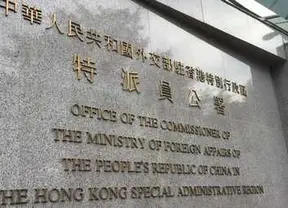 中華人民共和國外交部駐香港特別行政區
特派員公署
OFFICE OF THE COMMISSIONER OF
THE MINISTRY OF FOREIGN AFFAIRS OF
THE PEOPLE'S REPUBLIC OF CHINA IN
THE HONG KONG SPECIAL ADMINISTRATIVE REGION